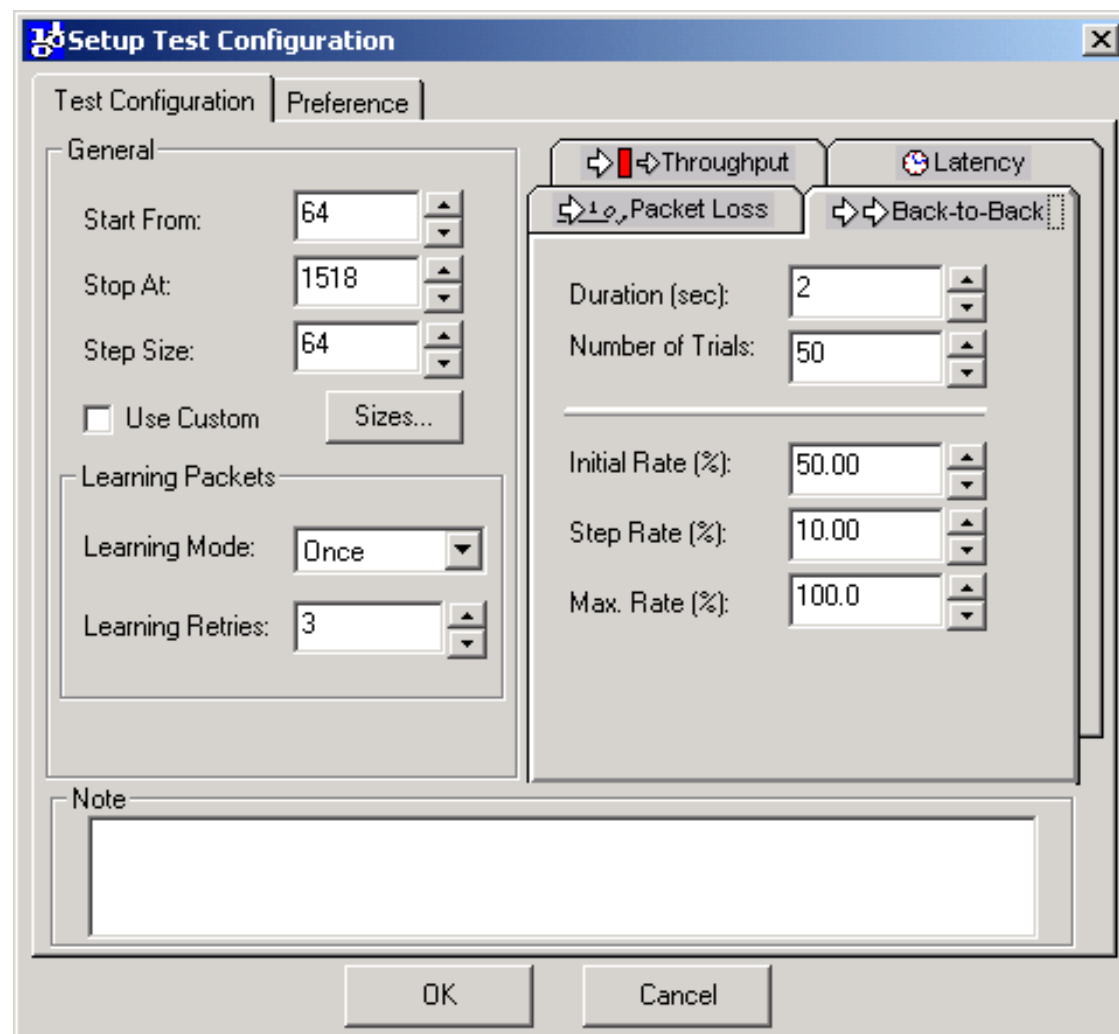 Setup Test Configuration
Test Configuration
Preference
General
Start From:
64
Stop At:
1518
Step Size:
64
Use Custom
Sizes...
Learning Packets
Learning Mode:
Once
Learning Retries:
3
Throughput
Latency
Packet Loss
Back-to-Back
Duration (sec):
2
Number of Trials:
50
Initial Rate (%):
50.00
Step Rate (%):
10.00
Max. Rate (%):
100.0
Note
OK
Cancel